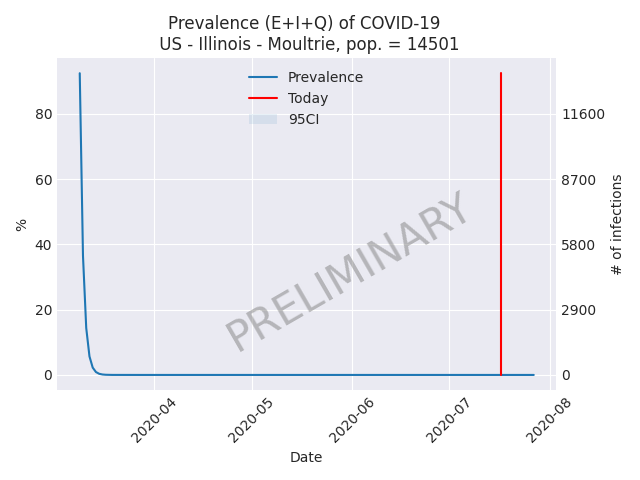 Prevalence (E+I+Q) of COVID-19
US - Illinois - Moultrie, pop. = 14501
Prevalence
Today
95CI
80
60
40
20
0
%
11600
8700
5800
2900
0
# of infections
PRELIMINARY
2020-04
2020-05
2020-06
2020-07
2020-08
Date